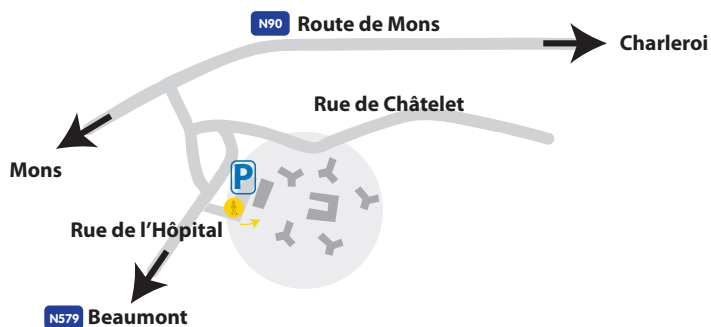 N90 Route de Mons
Charleroi
Rue de Châtelet
Mons
P
Rue de l'Hôpital
N579 Beaumont